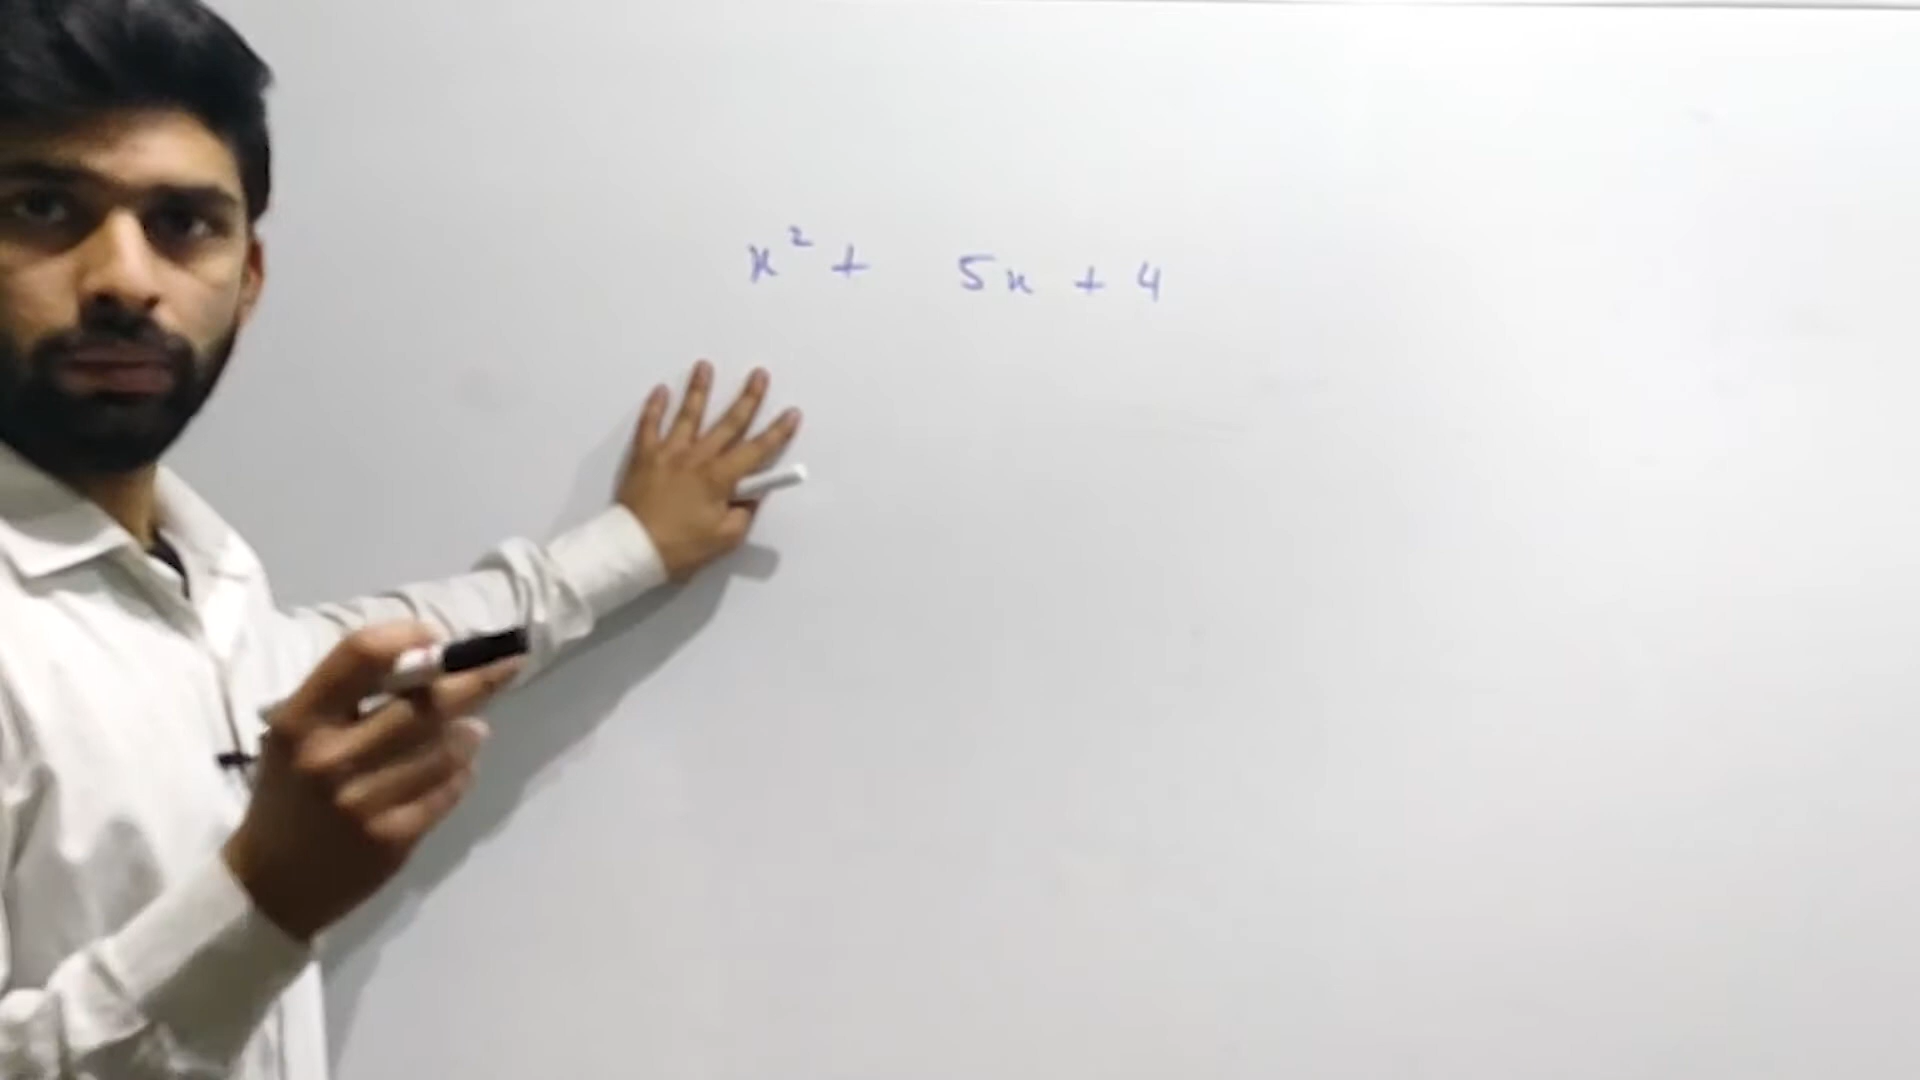 x² + 5x + 4